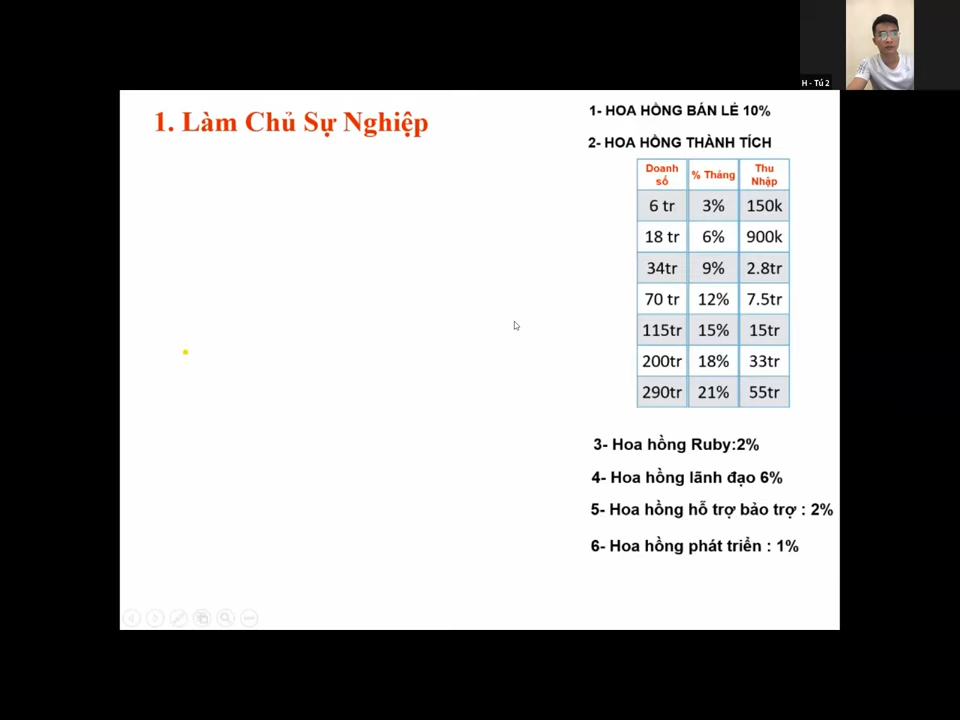 H - Tú 2
1. Làm Chủ Sự Nghiệp
1- HOA HỒNG BÁN LẺ 10%
2- HOA HỒNG THÀNH TÍCH
Doanh số % Tháng Thu Nhập
6 tr 3% 150k
18 tr 6% 900k
34tr 9% 2.8tr
70 tr 12% 7.5tr
115tr 15% 15tr
200tr 18% 33tr
290tr 21% 55tr
3- Hoa hồng Ruby:2%
4- Hoa hồng lãnh đạo 6%
5- Hoa hồng hỗ trợ bảo trợ : 2%
6- Hoa hồng phát triển : 1%